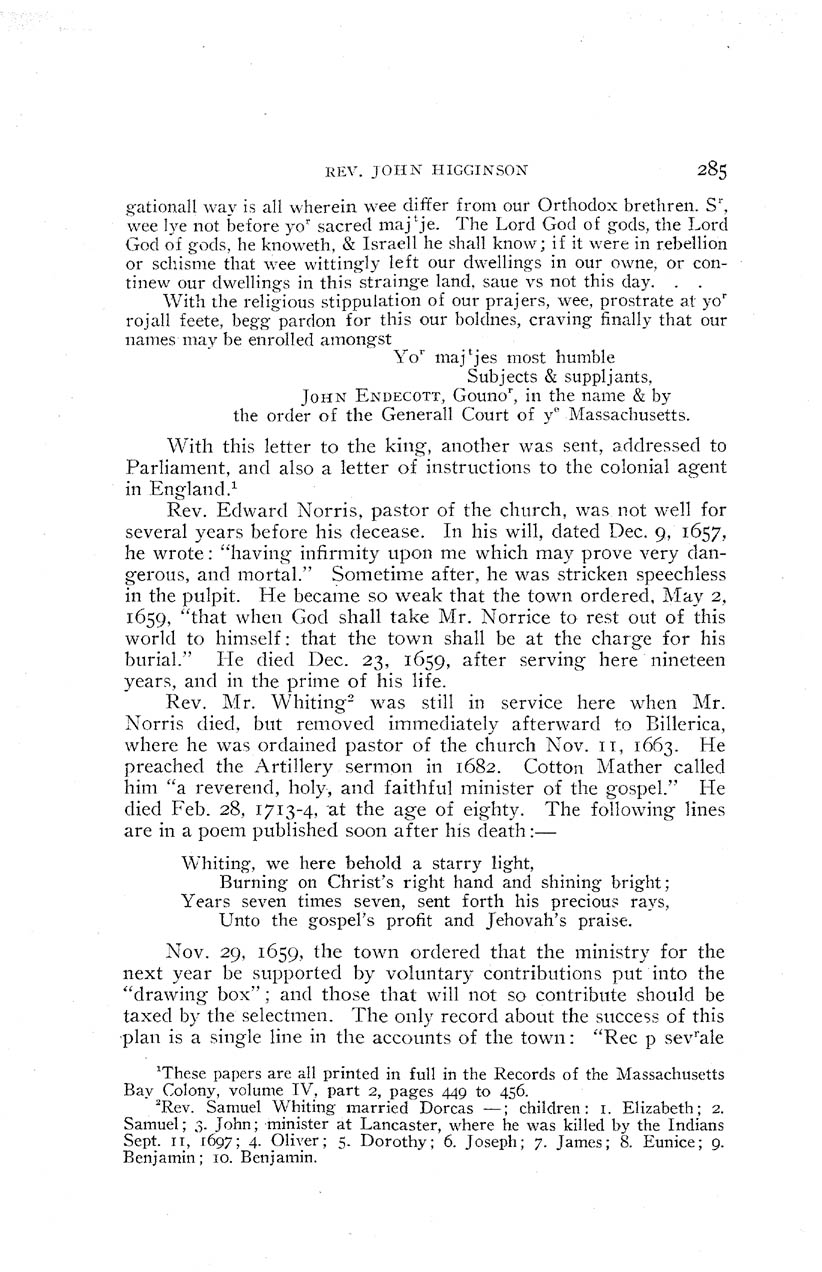 REV. JOHN HIGGINSON 285
gationall way is all wherein wee differ from our Orthodox brethren. Sʳ,
wee lye not before yoʳ sacred majᵗje. The Lord God of gods, the Lord
God of gods, he knoweth, & Israell he shall know; if it were in rebellion
or schisme that wee wittingly left our dwellings in our owne, or con-
tinew our dwellings in this strainge land, saue vs not this day. . .
With the religious stippulation of our prajers, wee, prostrate at yoʳ
rojall feete, begg pardon for this our boldnes, craving finally that our
names may be enrolled amongst
Yoʳ majᵗjes most humble
Subjects & suppljants,
JOHN ENDECOTT, Gounoʳ, in the name & by
the order of the Generall Court of yᵉ Massachusetts.
With this letter to the king, another was sent, addressed to
Parliament, and also a letter of instructions to the colonial agent
in England.¹
Rev. Edward Norris, pastor of the church, was not well for
several years before his decease. In his will, dated Dec. 9, 1657,
he wrote: "having infirmity upon me which may prove very dan-
gerous, and mortal." Sometime after, he was stricken speechless
in the pulpit. He became so weak that the town ordered, May 2,
1659, "that when God shall take Mr. Norrice to rest out of this
world to himself: that the town shall be at the charge for his
burial." He died Dec. 23, 1659, after serving here nineteen
years, and in the prime of his life.
Rev. Mr. Whiting² was still in service here when Mr.
Norris died, but removed immediately afterward to Billerica,
where he was ordained pastor of the church Nov. 11, 1663. He
preached the Artillery sermon in 1682. Cotton Mather called
him "a reverend, holy, and faithful minister of the gospel." He
died Feb. 28, 1713-4, at the age of eighty. The following lines
are in a poem published soon after his death:—
Whiting, we here behold a starry light,
Burning on Christ's right hand and shining bright;
Years seven times seven, sent forth his precious rays,
Unto the gospel's profit and Jehovah's praise.
Nov. 29, 1659, the town ordered that the ministry for the
next year be supported by voluntary contributions put into the
"drawing box"; and those that will not so contribute should be
taxed by the selectmen. The only record about the success of this
plan is a single line in the accounts of the town: "Rec p sevʳale
¹These papers are all printed in full in the Records of the Massachusetts
Bay Colony, volume IV, part 2, pages 449 to 456.
²Rev. Samuel Whiting married Dorcas —; children: 1. Elizabeth; 2.
Samuel; 3. John; minister at Lancaster, where he was killed by the Indians
Sept. 11, 1697; 4. Oliver; 5. Dorothy; 6. Joseph; 7. James; 8. Eunice; 9.
Benjamin; 10. Benjamin.